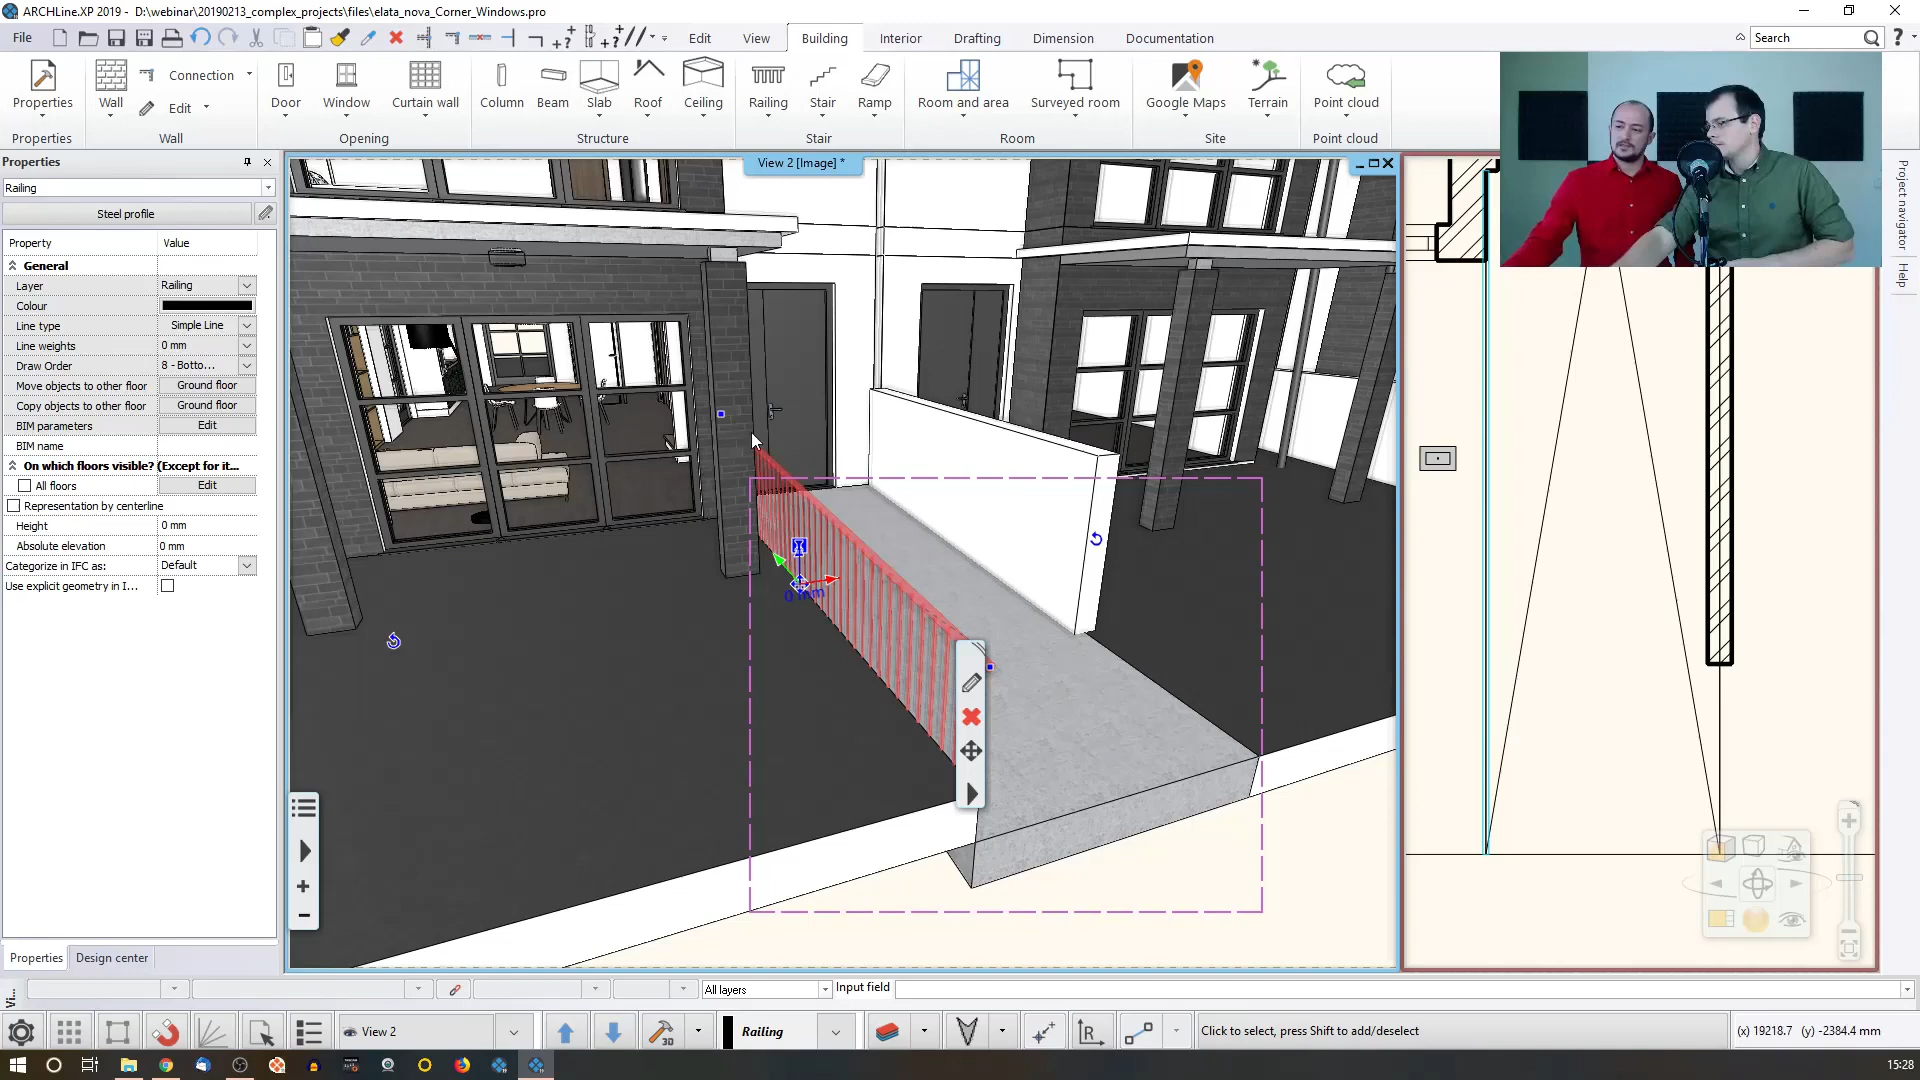 ARCHLine.XP 2019 - D:\webinar\20190213_complex_projects\files\elata_nova_Corner_Windows.pro
File
Edit
View
Building
Interior
Drafting
Dimension
Documentation
Search
Properties
Wall
Connection
Edit
Door
Window
Curtain wall
Column
Beam
Slab
Roof
Ceiling
Railing
Stair
Ramp
Room and area
Surveyed room
Google Maps
Terrain
Point cloud
Properties
Wall
Opening
Structure
Stair
Room
Site
Point cloud
Properties
Railing
Steel profile
Property Value
General
Layer Railing
Colour
Line type Simple Line
Line weights 0 mm
Draw Order 8 - Botto...
Move objects to other floor Ground floor
Copy objects to other floor Ground floor
BIM parameters Edit
BIM name
On which floors visible? (Except for it...
All floors Edit
Representation by centerline
Height 0 mm
Absolute elevation 0 mm
Categorize in IFC as: Default
Use explicit geometry in I...
Properties
Design center
View 2 [Image] *
0 mm
Project navigator
Help
Vi...
All layers
Input field
View 2
3D
Railing
R
Click to select, press Shift to add/deselect
(x) 19218.7 (y) -2384.4 mm
15:28